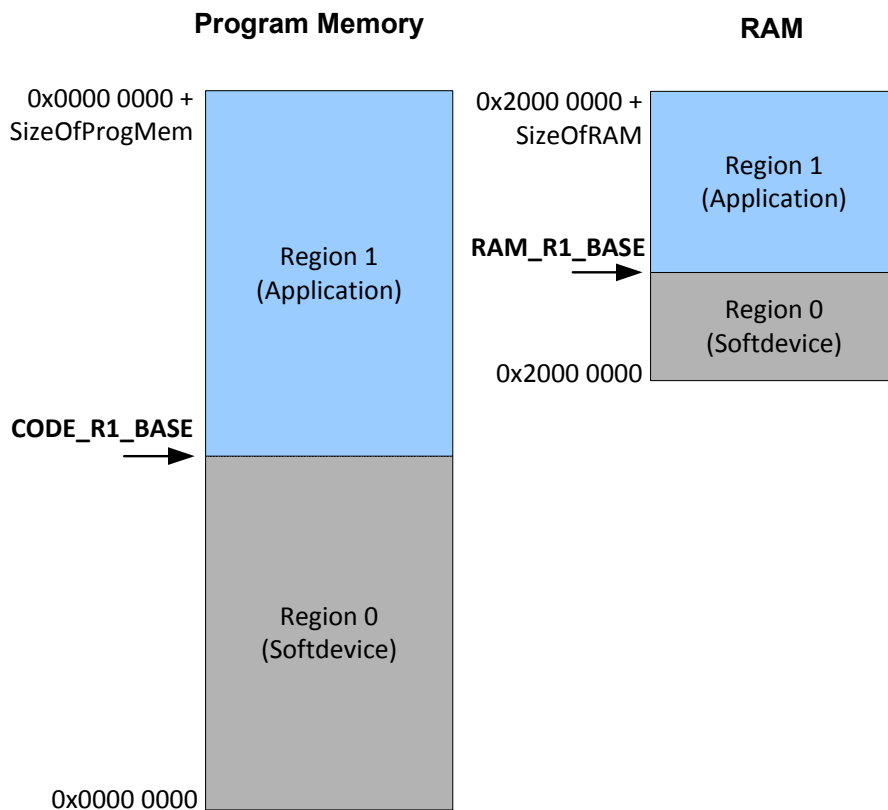 Program Memory
0x0000 0000 +
SizeOfProgMem
Region 1
(Application)
CODE_R1_BASE
Region 0
(Softdevice)
0x0000 0000
RAM
0x2000 0000 +
SizeOfRAM
Region 1
(Application)
RAM_R1_BASE
Region 0
(Softdevice)
0x2000 0000